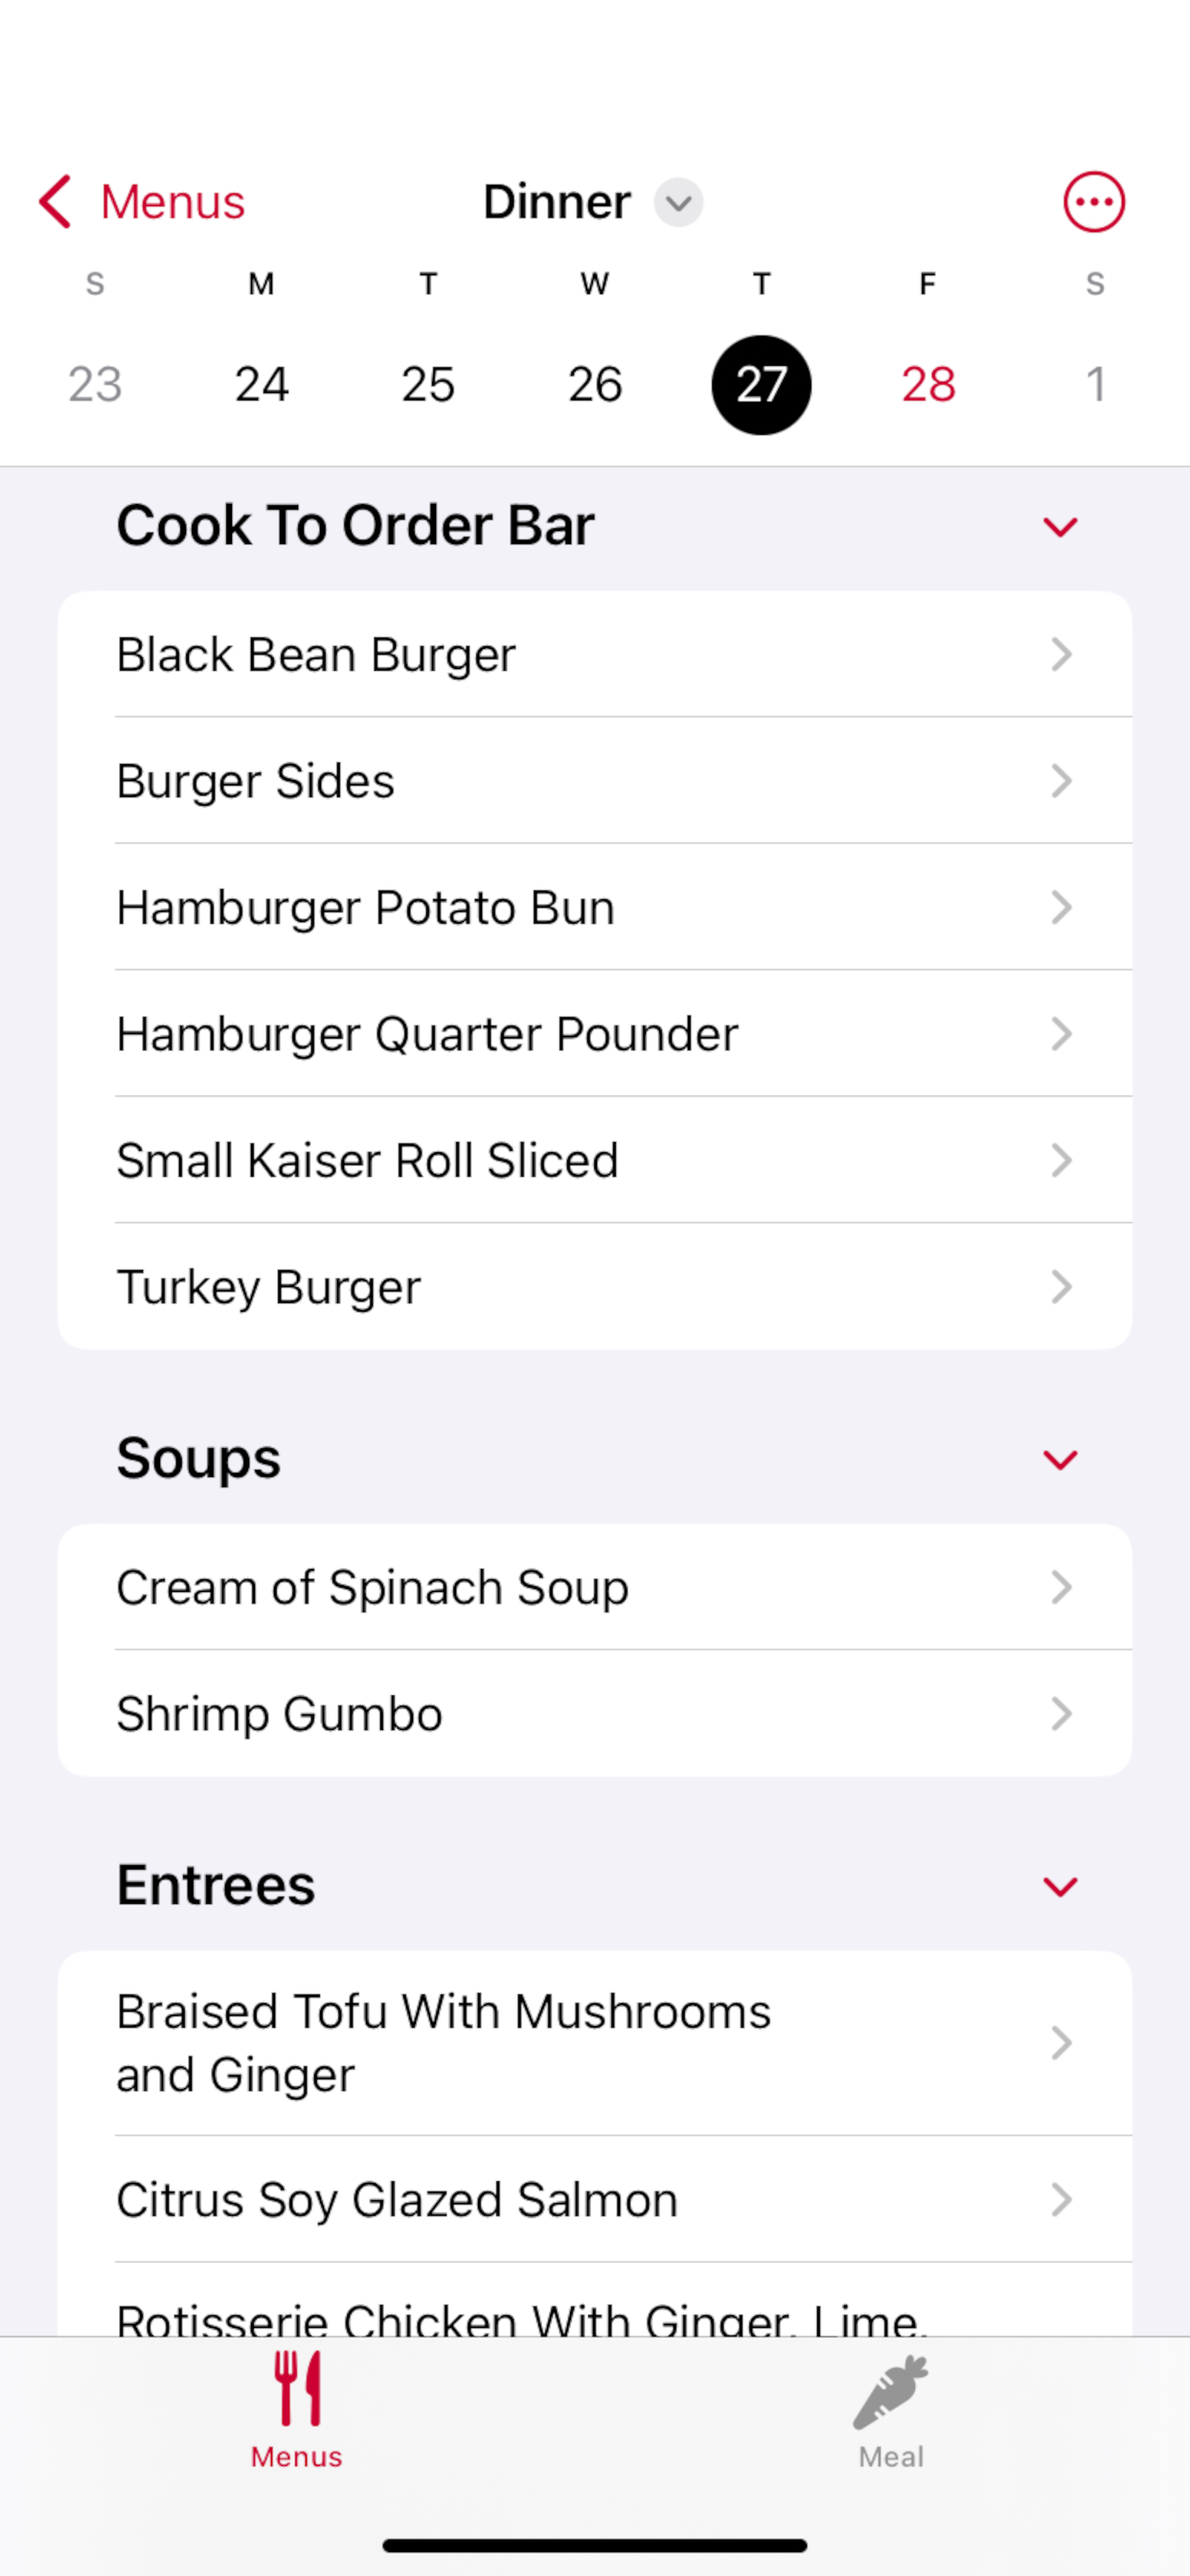 Menus
Dinner
S M T W T F S
23 24 25 26 27 28 1
Cook To Order Bar
Black Bean Burger
Burger Sides
Hamburger Potato Bun
Hamburger Quarter Pounder
Small Kaiser Roll Sliced
Turkey Burger
Soups
Cream of Spinach Soup
Shrimp Gumbo
Entrees
Braised Tofu With Mushrooms
and Ginger
Citrus Soy Glazed Salmon
Rotisserie Chicken With Ginger, Lime,
Menus
Meal